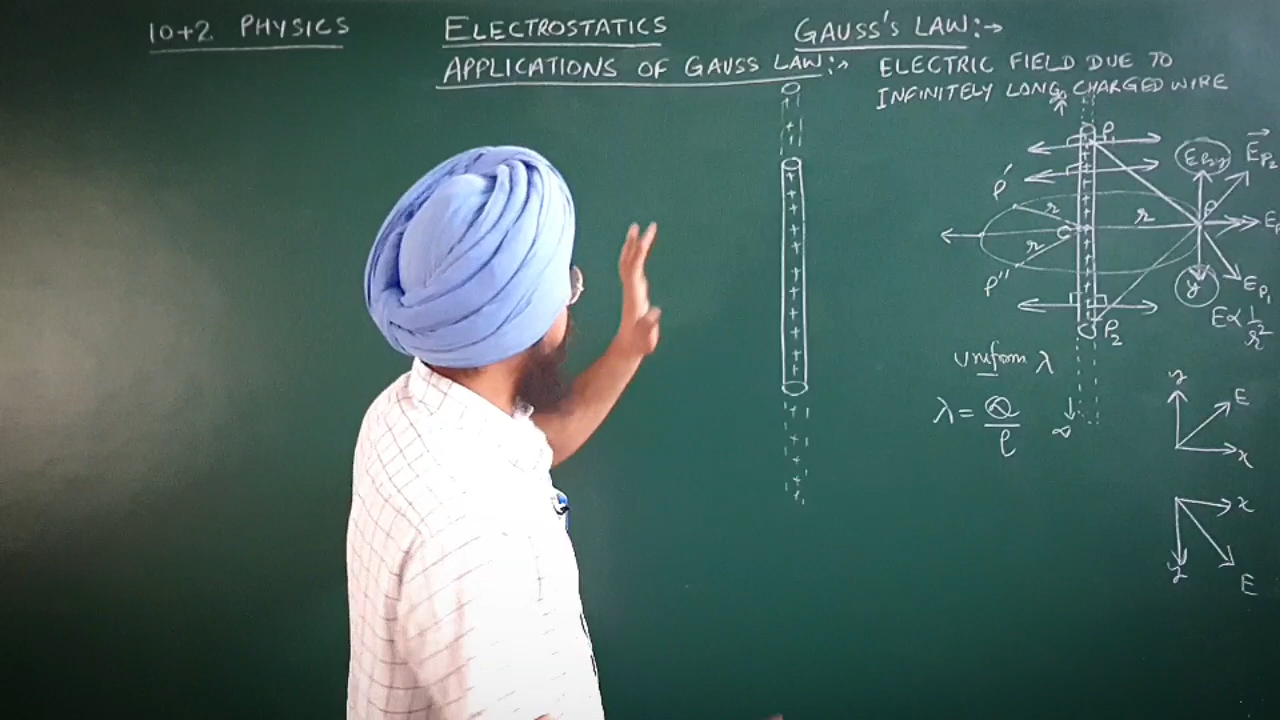 10+2 PHYSICS
ELECTROSTATICS
GAUSS'S LAW:→
APPLICATIONS OF GAUSS LAW:→
ELECTRIC FIELD DUE TO
INFINITELY LONG CHARGED WIRE
P₁
E⃗P₂
P'
r
r
P
C
r
P''
y
EP₁
E∝1/r²
P₂
uniform λ
λ = Q/l
∞
y
E
x
x
y
E